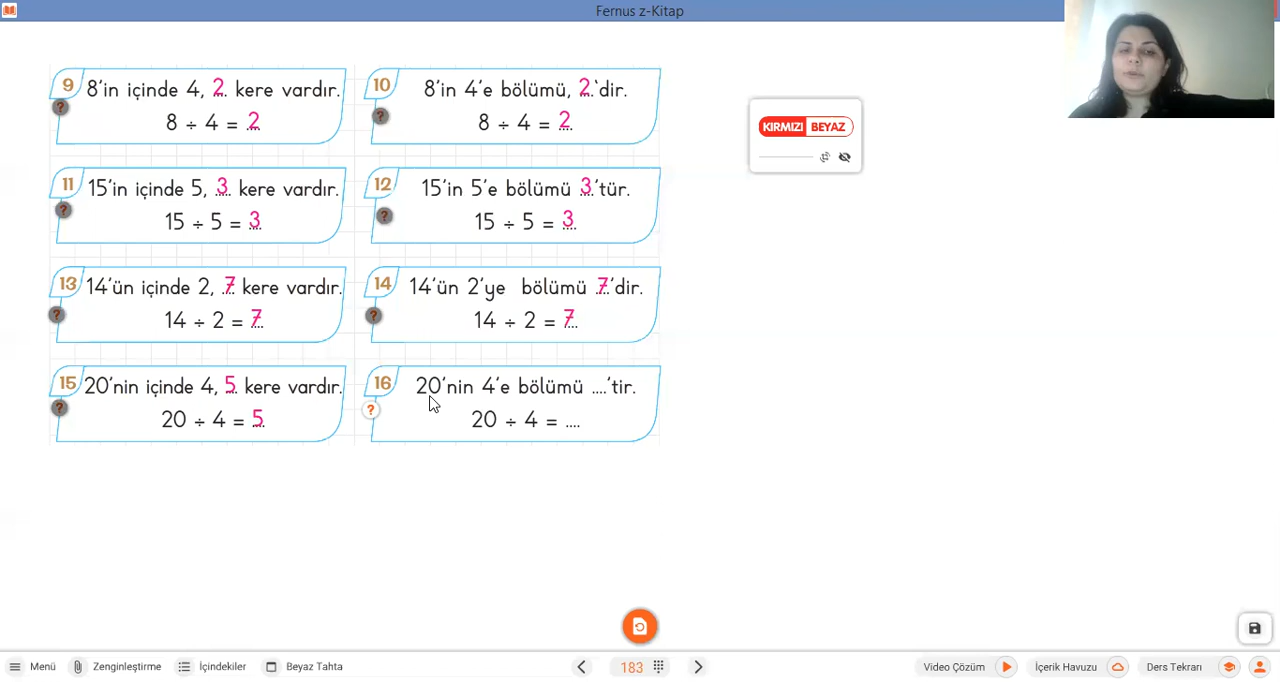 Fernus z-Kitap
9
8'in içinde 4, 2 kere vardır.
8 ÷ 4 = 2
10
8'in 4'e bölümü, 2'dir.
8 ÷ 4 = 2
KIRMIZI BEYAZ
11
15'in içinde 5, 3 kere vardır.
15 ÷ 5 = 3
12
15'in 5'e bölümü 3'tür.
15 ÷ 5 = 3
13
14'ün içinde 2, 7 kere vardır.
14 ÷ 2 = 7
14
14'ün 2'ye bölümü 7'dir.
14 ÷ 2 = 7
15
20'nin içinde 4, 5 kere vardır.
20 ÷ 4 = 5
16
20'nin 4'e bölümü ....'tir.
20 ÷ 4 = ....
Menü Zenginleştirme İçindekiler Beyaz Tahta 183 Video Çözüm İçerik Havuzu Ders Tekrarı